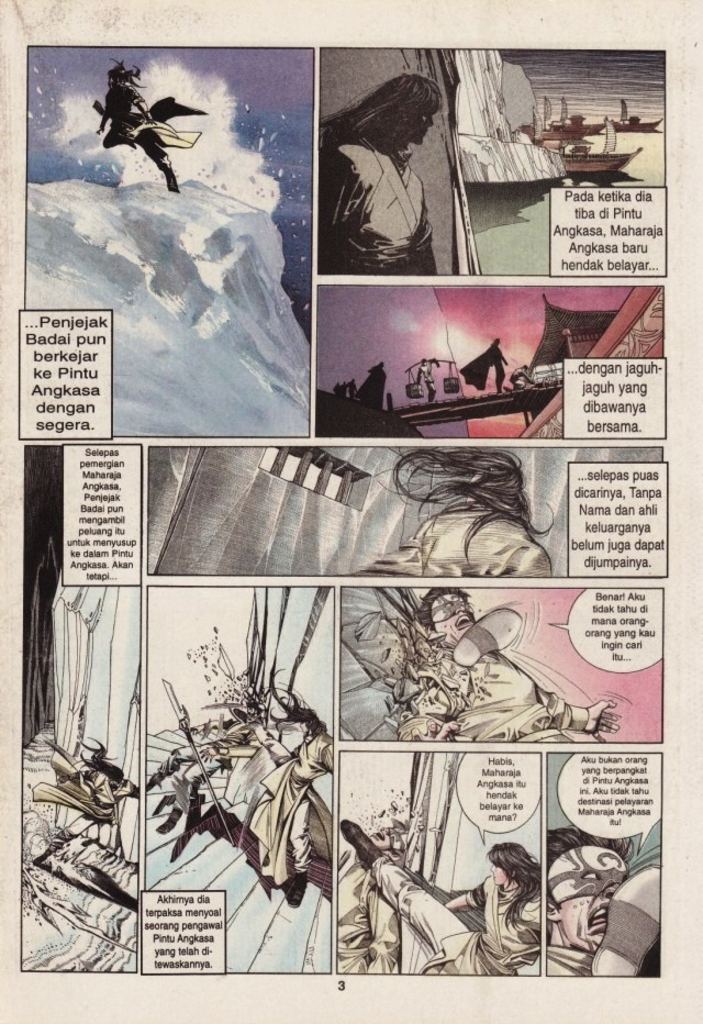 ...Penjejak
Badai pun
berkejar
ke Pintu
Angkasa
dengan
segera.
Pada ketika dia
tiba di Pintu
Angkasa, Maharaja
Angkasa baru
hendak belayar...
...dengan jaguh-
jaguh yang
dibawanya
bersama.
Selepas
pemergian
Maharaja
Angkasa,
Penjejak
Badai pun
mengambil
peluang itu
untuk menyusup
ke dalam Pintu
Angkasa. Akan
tetapi...
...selepas puas
dicarinya, Tanpa
Nama dan ahli
keluarganya
belum juga dapat
dijumpainya.
Akhirnya dia
terpaksa menyoal
seorang pengawal
Pintu Angkasa
yang telah di-
tewaskannya.
Benar! Aku
tidak tahu di
mana orang-
orang yang kau
ingin cari
itu...
Habis,
Maharaja
Angkasa itu
hendak
belayar ke
mana?
Aku bukan orang
yang berpangkat
di Pintu Angkasa
ini. Aku tidak tahu
destinasi pelayaran
Maharaja Angkasa
itu!
3